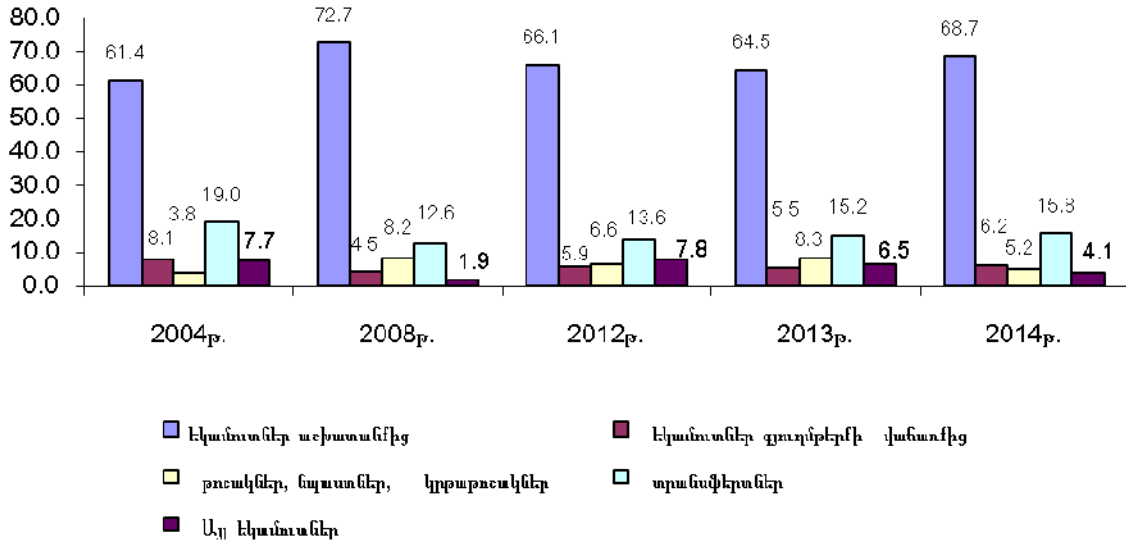 80.0
70.0
60.0
50.0
40.0
30.0
20.0
10.0
0.0
61.4 8.1 3.8 19.0 7.7
72.7 4.5 8.2 12.6 1.9
66.1 5.9 6.6 13.6 7.8
64.5 5.5 8.3 15.2 6.5
68.7 6.2 5.2 15.8 4.1
2004թ. 2008թ. 2012թ. 2013թ. 2014թ.
եկամուտներ աշխատանքից
եկամուտներ գյուղմթերքի վաճառքից
թոշակներ, նպաստներ, կրթաթոշակներ
տրանսֆերտներ
Այլ եկամուտներ